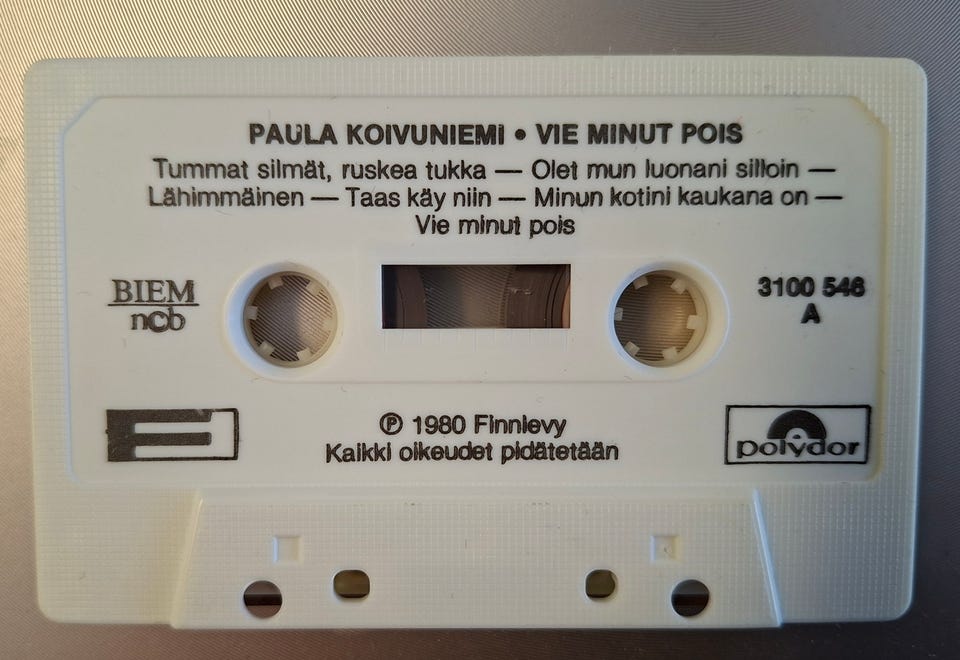 PAULA KOIVUNIEMI • VIE MINUT POIS
Tummat silmät, ruskea tukka — Olet mun luonani silloin —
Lähimmäinen — Taas käy niin — Minun kotini kaukana on —
Vie minut pois
BIEM
ncb
3100 546
A
℗ 1980 Finnlevy
Kaikki oikeudet pidätetään
F
polydor